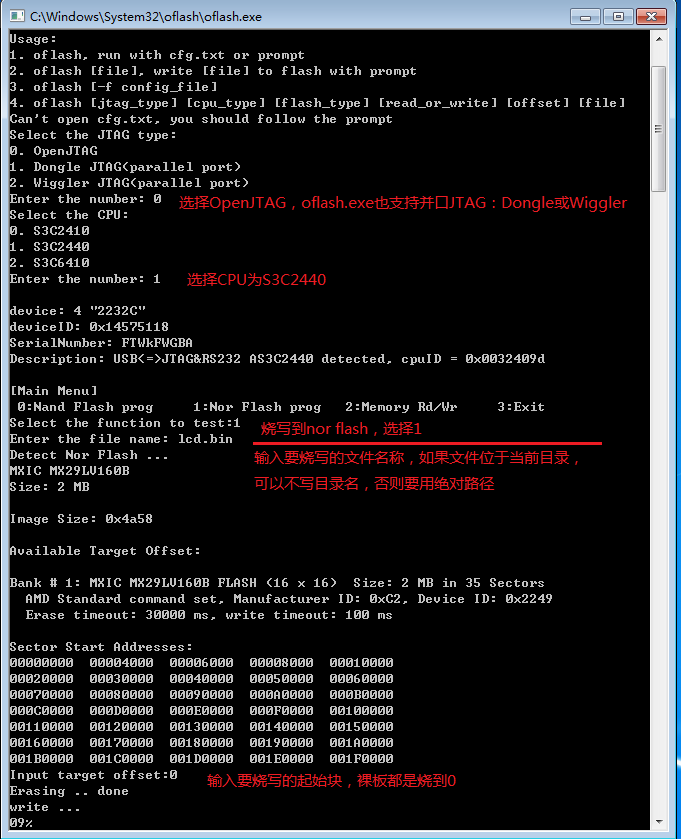 C:\Windows\System32\oflash\oflash.exe
Usage:
1. oflash, run with cfg.txt or prompt
2. oflash [file], write [file] to flash with prompt
3. oflash [-f config_file]
4. oflash [jtag_type] [cpu_type] [flash_type] [read_or_write] [offset] [file]
Can't open cfg.txt, you should follow the prompt
Select the JTAG type:
0. OpenJTAG
1. Dongle JTAG(parallel port)
2. Wiggler JTAG(parallel port)
Enter the number: 0 选择OpenJTAG，oflash.exe也支持并口JTAG：Dongle或Wiggler
Select the CPU:
0. S3C2410
1. S3C2440
2. S3C6410
Enter the number: 1 选择CPU为S3C2440
device: 4 "2232C"
deviceID: 0x14575118
SerialNumber: FTWkFWGBA
Description: USB<=>JTAG&RS232 AS3C2440 detected, cpuID = 0x0032409d
[Main Menu]
0:Nand Flash prog 1:Nor Flash prog 2:Memory Rd/Wr 3:Exit
Select the function to test:1 烧写到nor flash，选择1
Enter the file name: lcd.bin
Detect Nor Flash ... 输入要烧写的文件名称，如果文件位于当前目录，
MXIC MX29LV160B
Size: 2 MB 可以不写目录名，否则要用绝对路径
Image Size: 0x4a58
Available Target Offset:
Bank # 1: MXIC MX29LV160B FLASH (16 x 16) Size: 2 MB in 35 Sectors
AMD Standard command set, Manufacturer ID: 0xC2, Device ID: 0x2249
Erase timeout: 30000 ms, write timeout: 100 ms
Sector Start Addresses:
00000000 00004000 00006000 00008000 00010000
00020000 00030000 00040000 00050000 00060000
00070000 00080000 00090000 000A0000 000B0000
000C0000 000D0000 000E0000 000F0000 00100000
00110000 00120000 00130000 00140000 00150000
00160000 00170000 00180000 00190000 001A0000
001B0000 001C0000 001D0000 001E0000 001F0000
Input target offset:0 输入要烧写的起始块，裸板都是烧到0
Erasing .. done
write ...
09%